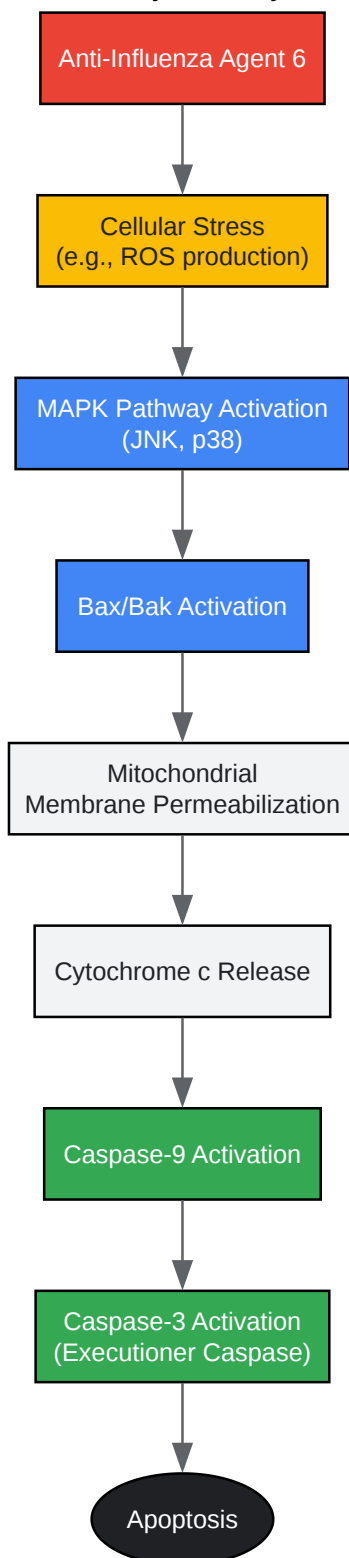 Anti-Influenza Agent 6
Cellular Stress
(e.g., ROS production)
MAPK Pathway Activation
(JNK, p38)
Bax/Bak Activation
Mitochondrial
Membrane Permeabilization
Cytochrome c Release
Caspase-9 Activation
Caspase-3 Activation
(Executioner Caspase)
Apoptosis